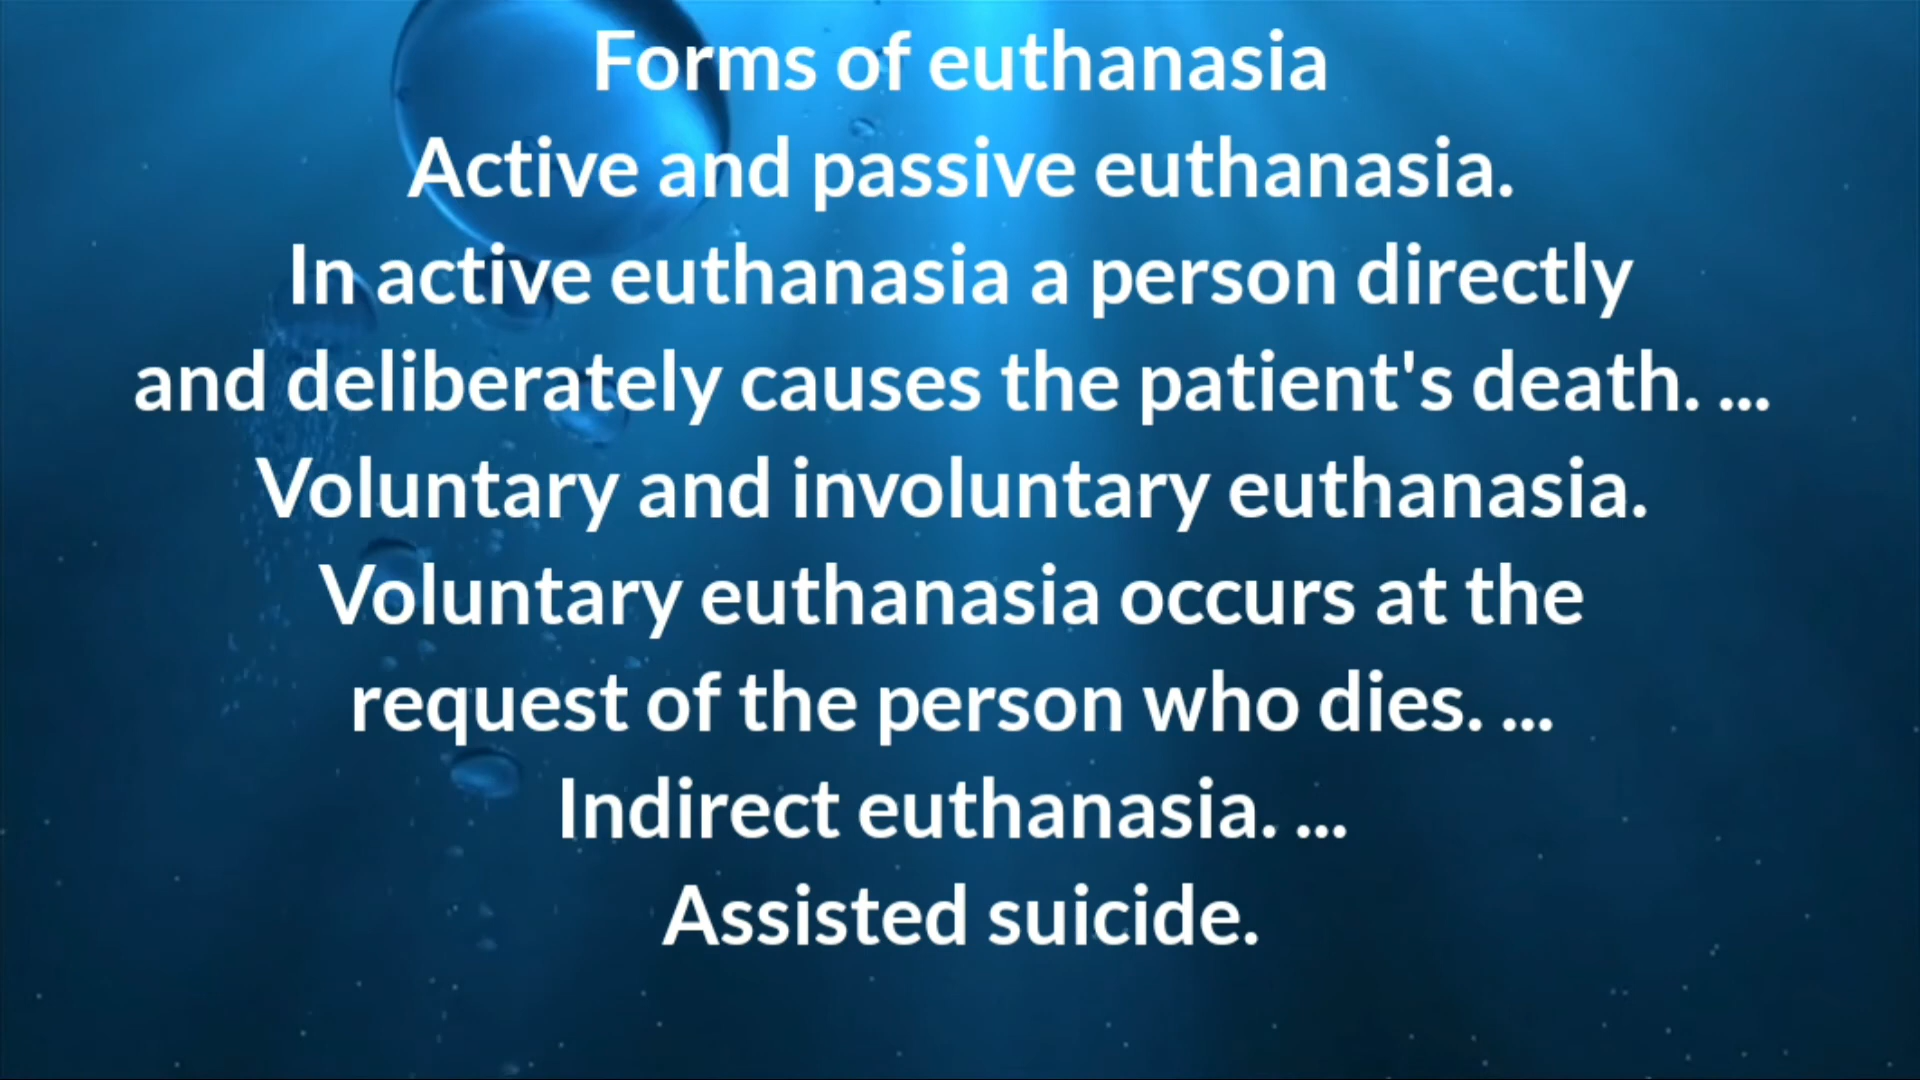 Forms of euthanasia
Active and passive euthanasia.
In active euthanasia a person directly
and deliberately causes the patient's death. ...
Voluntary and involuntary euthanasia.
Voluntary euthanasia occurs at the
request of the person who dies. ...
Indirect euthanasia. ...
Assisted suicide.